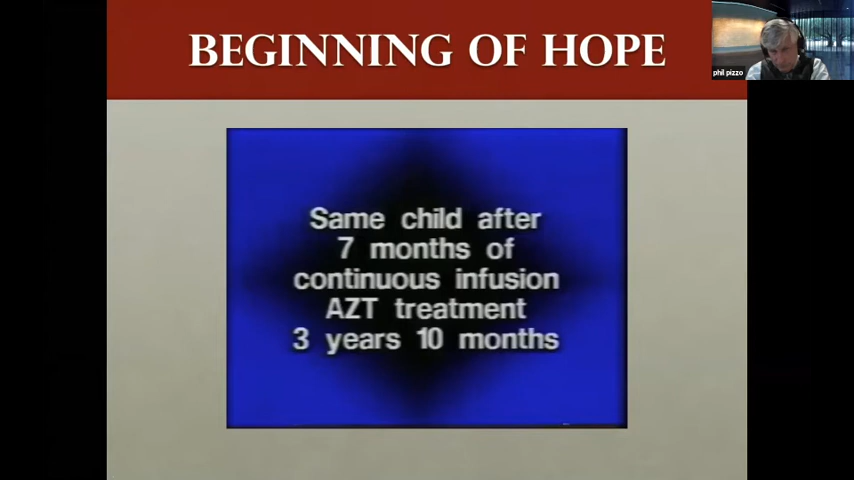 BEGINNING OF HOPE
phil pizzo
Same child after
7 months of
continuous infusion
AZT treatment
3 years 10 months